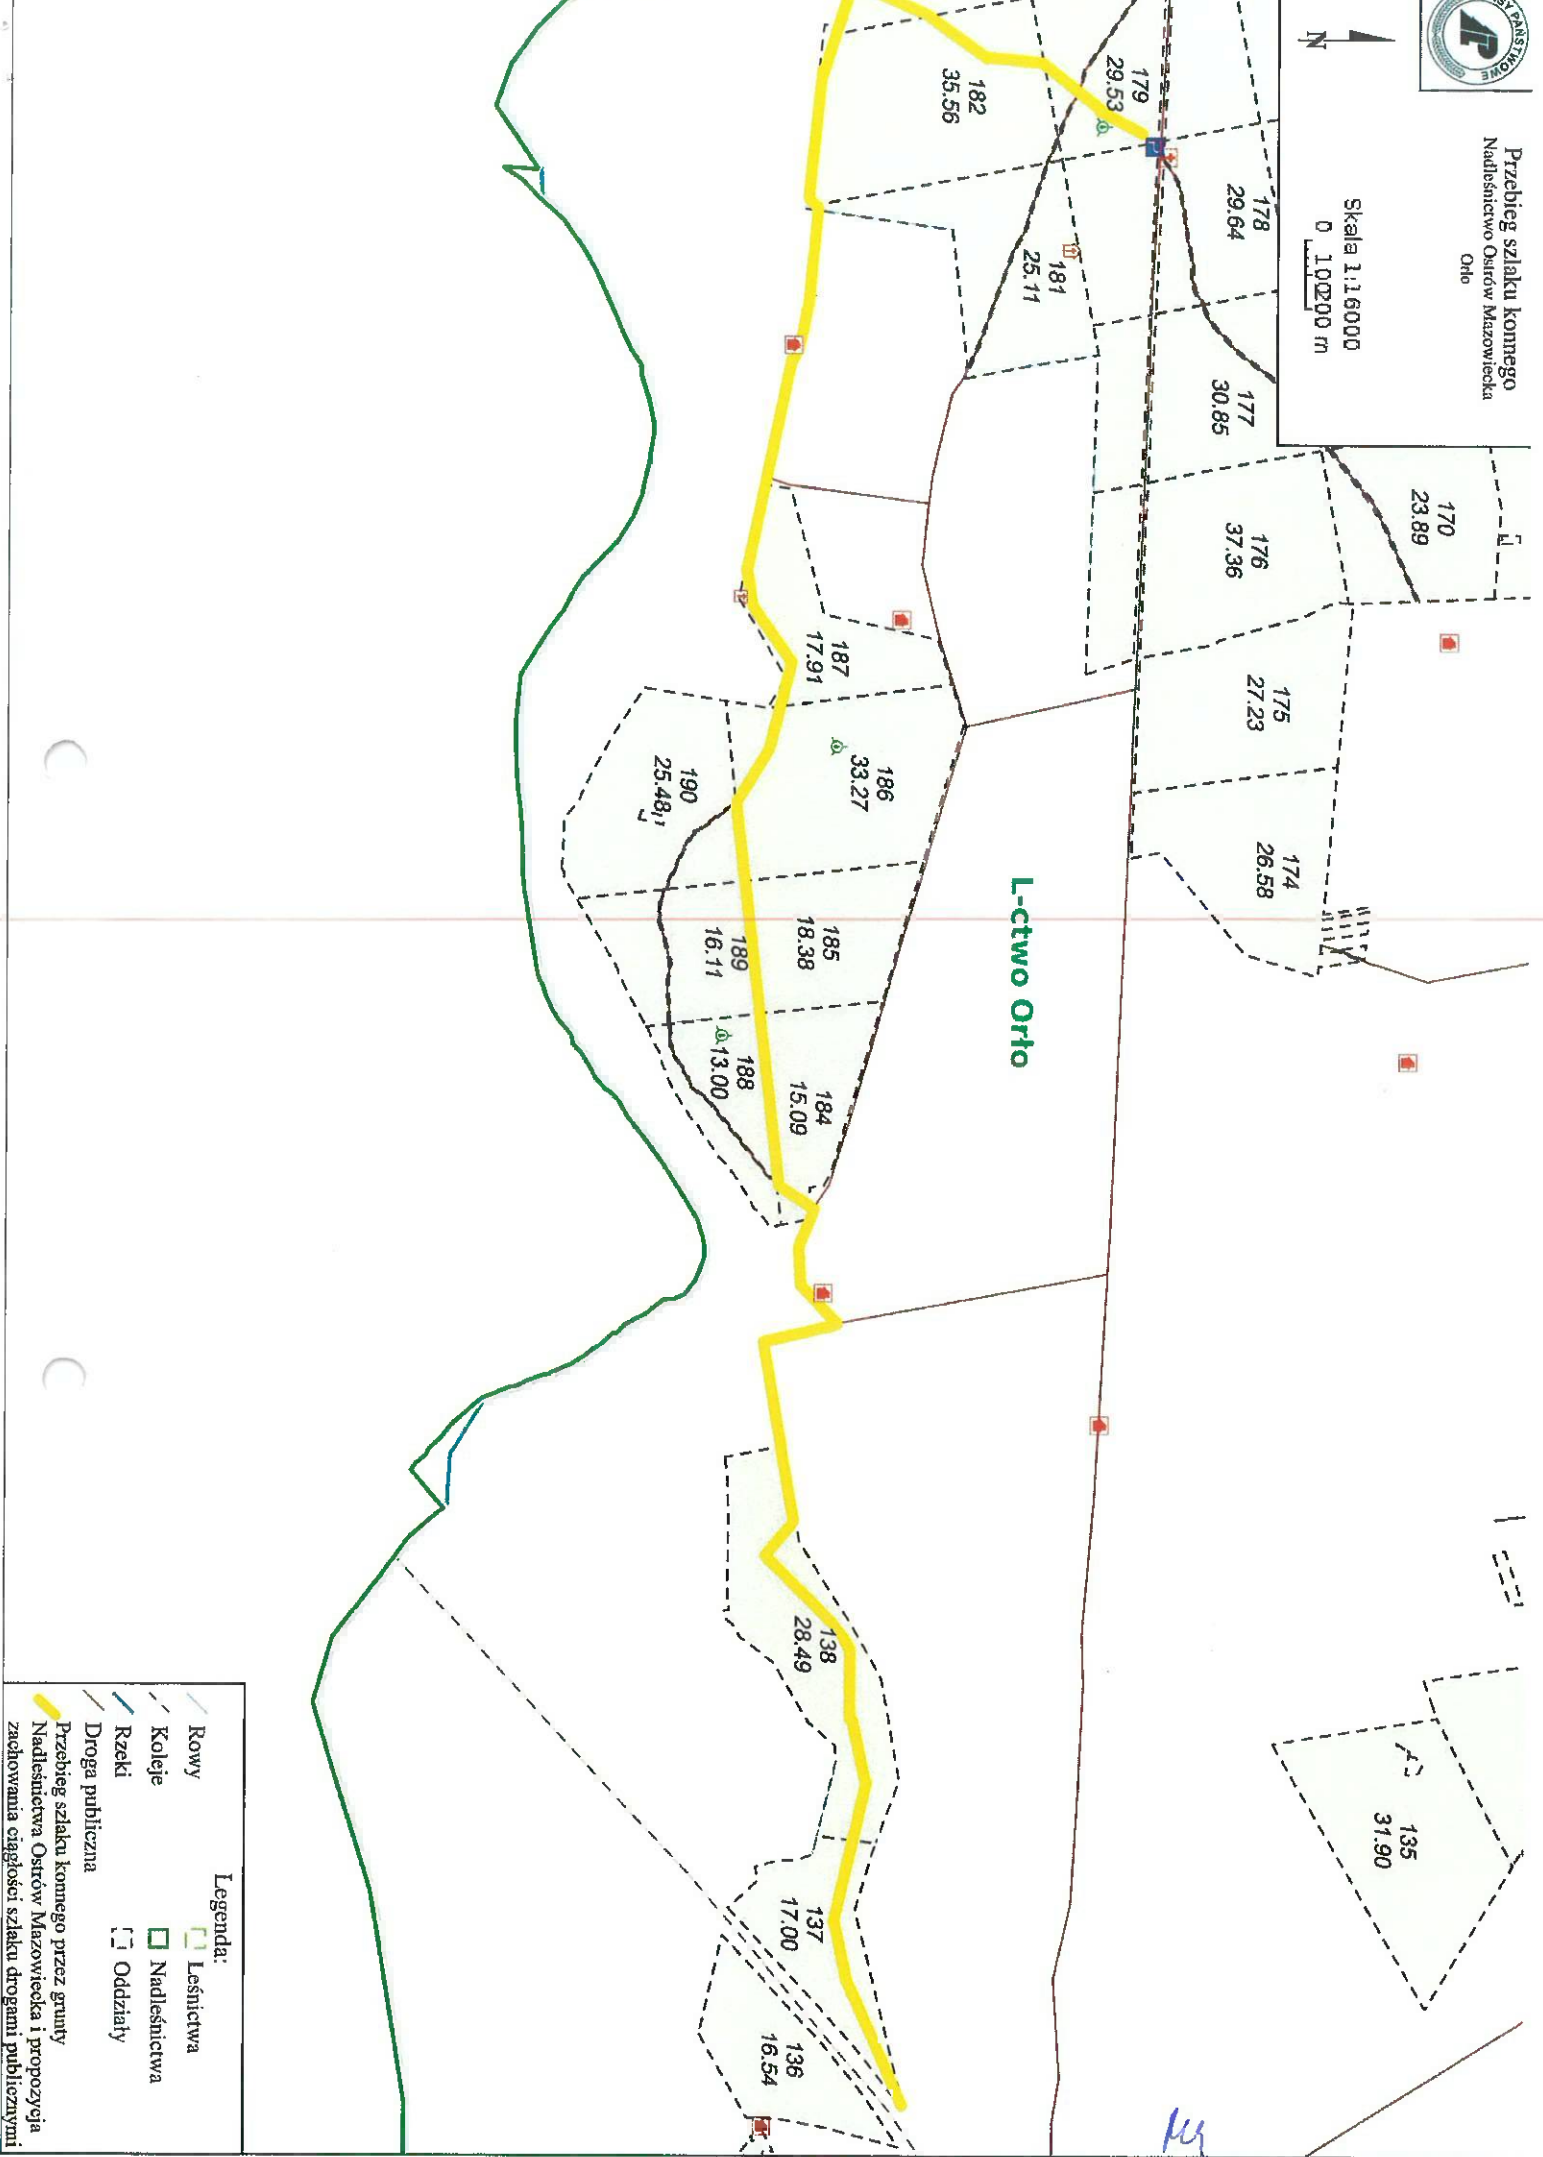 PAŃSTWOWE
Przebieg szlaku konnego
Nadleśnictwo Ostrów Mazowiecka
Orło
N
Skala 1:16000
0 100200 m
170
23.89
179
29.53
178
29.64
177
30.85
176
37.36
175
27.23
174
26.58
182
35.56
181
25.11
187
17.91
186
33.27
190
25.48
185
18.38
189
16.11
184
15.09
188
13.00
L-ctwo Orło
138
28.49
137
17.00
136
16.54
135
31.90
Legenda:
Rowy
Koleje
Rzeki
Droga publiczna
Leśnictwa
Nadleśnictwa
Oddziały
Przebieg szlaku konnego przez grunty
Nadleśnictwa Ostrów Mazowiecka i propozycja
zachowania ciągłości szlaku drogami publicznymi